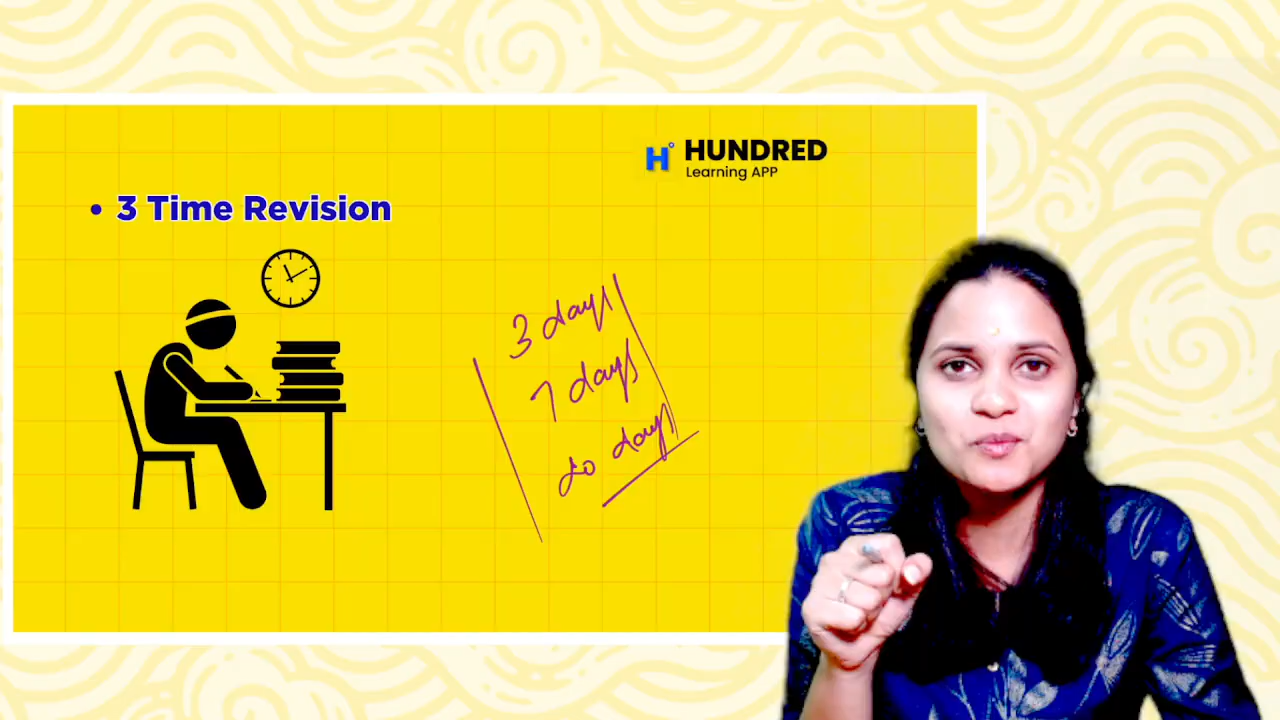 HUNDRED
Learning APP
• 3 Time Revision
3 days
7 days
20 days